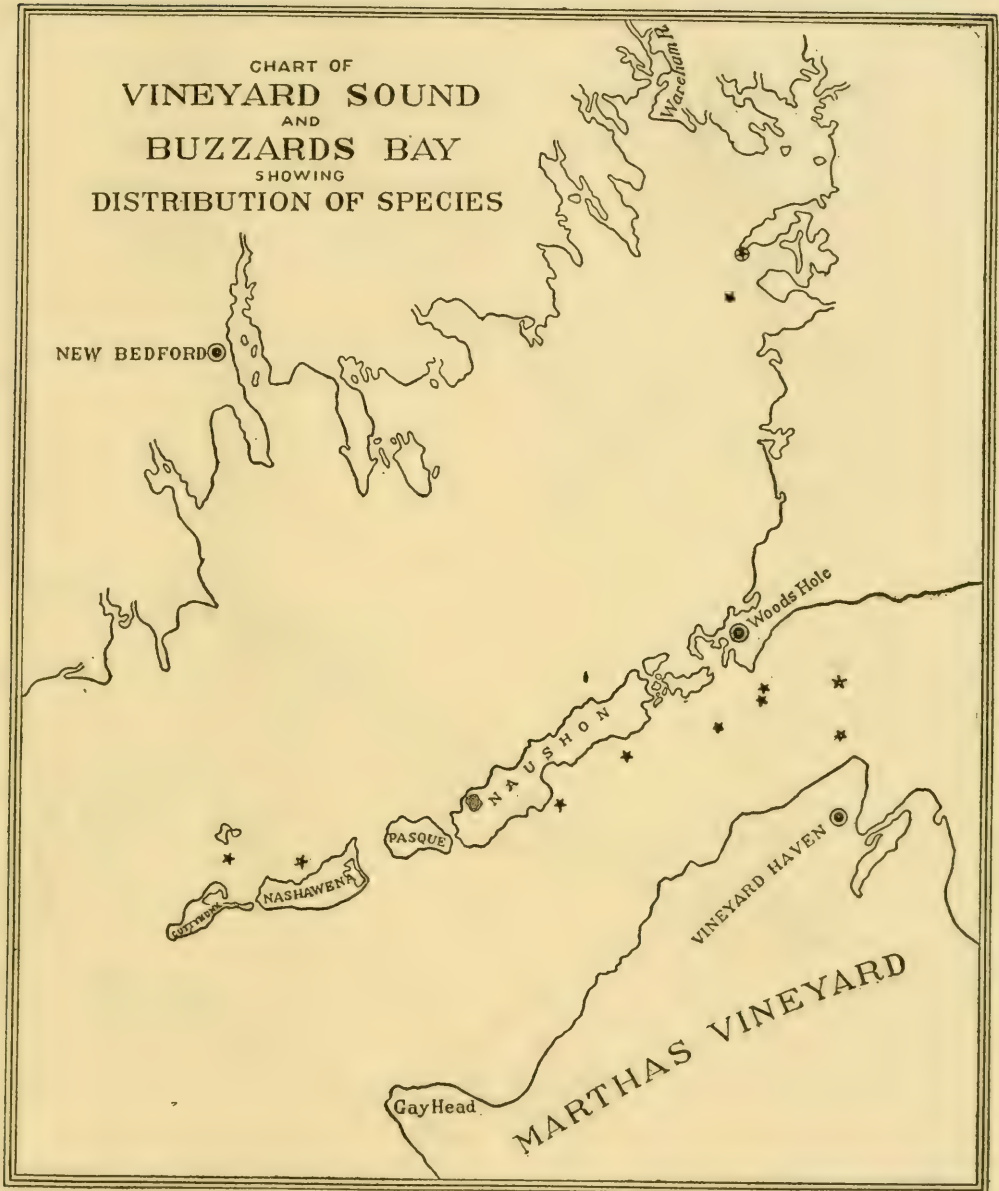 CHART OF
VINEYARD SOUND
AND
BUZZARDS BAY
SHOWING
DISTRIBUTION OF SPECIES
Wareham R.
NEW BEDFORD
Woods Hole
NAUSHON
PASQUE
NASHAWENA
CUTTYHUNK
VINEYARD HAVEN
MARTHAS VINEYARD
Gay Head